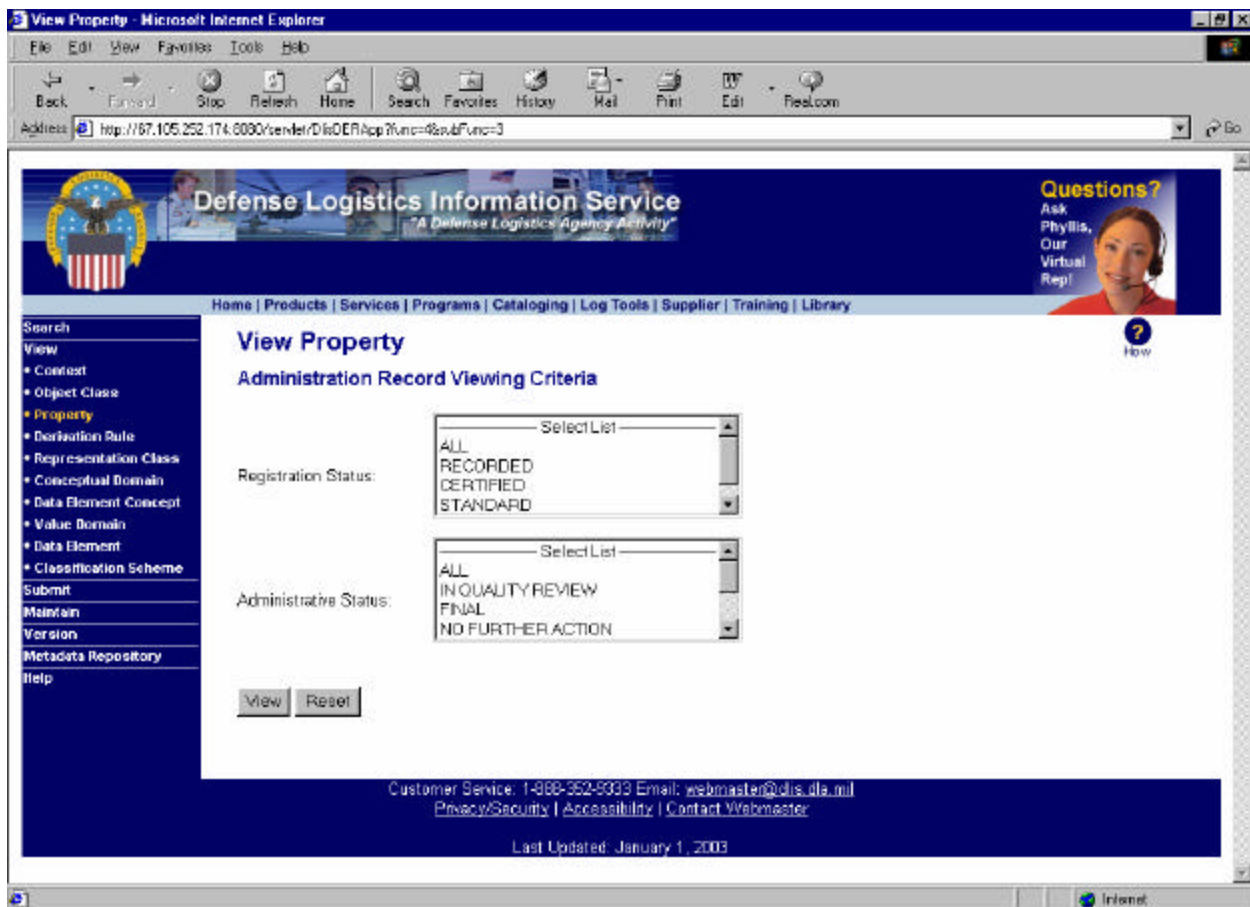 View Property - Microsoft Internet Explorer
File Edit View Favorites Tools Help
Back Forward Stop Refresh Home Search Favorites History Mail Print Edit Real.com
Address http://67.105.252.174:8080/servlet/DlisDERApp?func=4&subFunc=3 Go
Defense Logistics Information Service
"A Defense Logistics Agency Activity"
Questions?
Ask
Phyllis,
Our
Virtual
Rep!
Home | Products | Services | Programs | Cataloging | Log Tools | Supplier | Training | Library
Search
View
• Context
• Object Class
• Property
• Derivation Rule
• Representation Class
• Conceptual Domain
• Data Element Concept
• Value Domain
• Data Element
• Classification Scheme
Submit
Maintain
Version
Metadata Repository
Help
View Property
?
How
Administration Record Viewing Criteria
Registration Status:
Select List
ALL
RECORDED
CERTIFIED
STANDARD
Administrative Status:
Select List
ALL
IN QUALITY REVIEW
FINAL
NO FURTHER ACTION
View Reset
Customer Service: 1-888-352-9333 Email: webmaster@dlis.dla.mil
Privacy/Security | Accessibility | Contact Webmaster
Last Updated: January 1, 2003
Internet